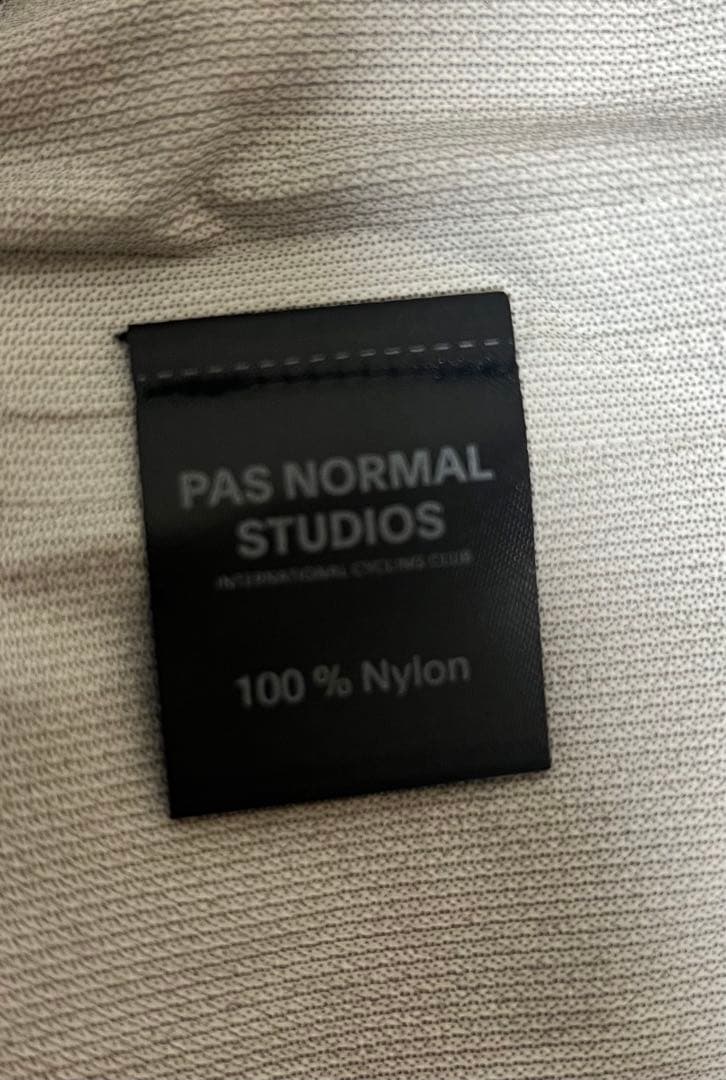 PAS NORMAL
STUDIOS
INTERNATIONAL CYCLING CLUB
100 % Nylon